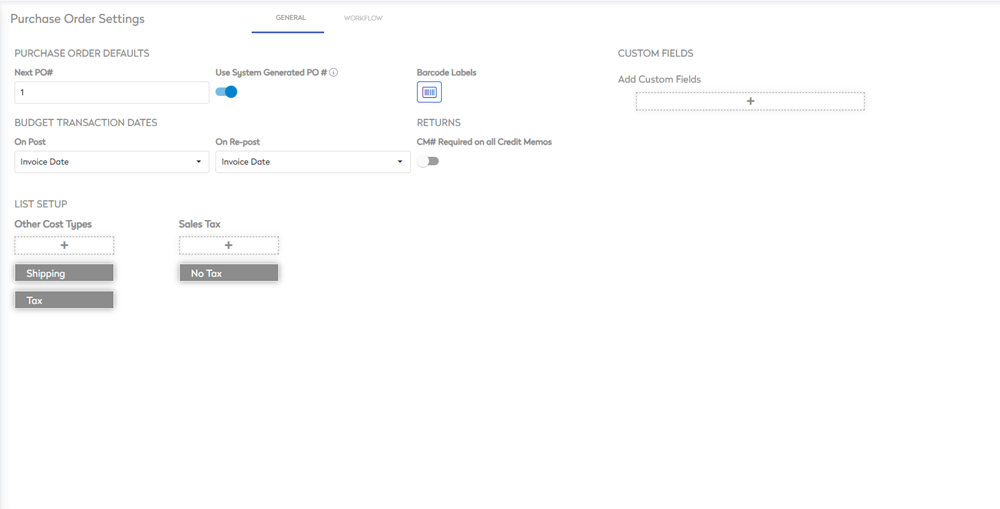 Purchase Order Settings
GENERAL
WORKFLOW
PURCHASE ORDER DEFAULTS
Next PO#
Use System Generated PO #
Barcode Labels
1
BUDGET TRANSACTION DATES
RETURNS
On Post
On Re-post
CM# Required on all Credit Memos
Invoice Date
Invoice Date
LIST SETUP
Other Cost Types
Sales Tax
+
+
Shipping
No Tax
Tax
CUSTOM FIELDS
Add Custom Fields
+